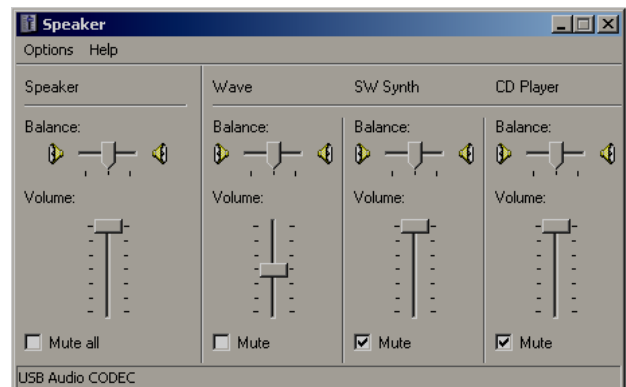 Speaker
Options Help
Speaker Wave SW Synth CD Player
Balance: Balance: Balance: Balance:
Volume: Volume: Volume: Volume:
Mute all Mute Mute Mute
USB Audio CODEC